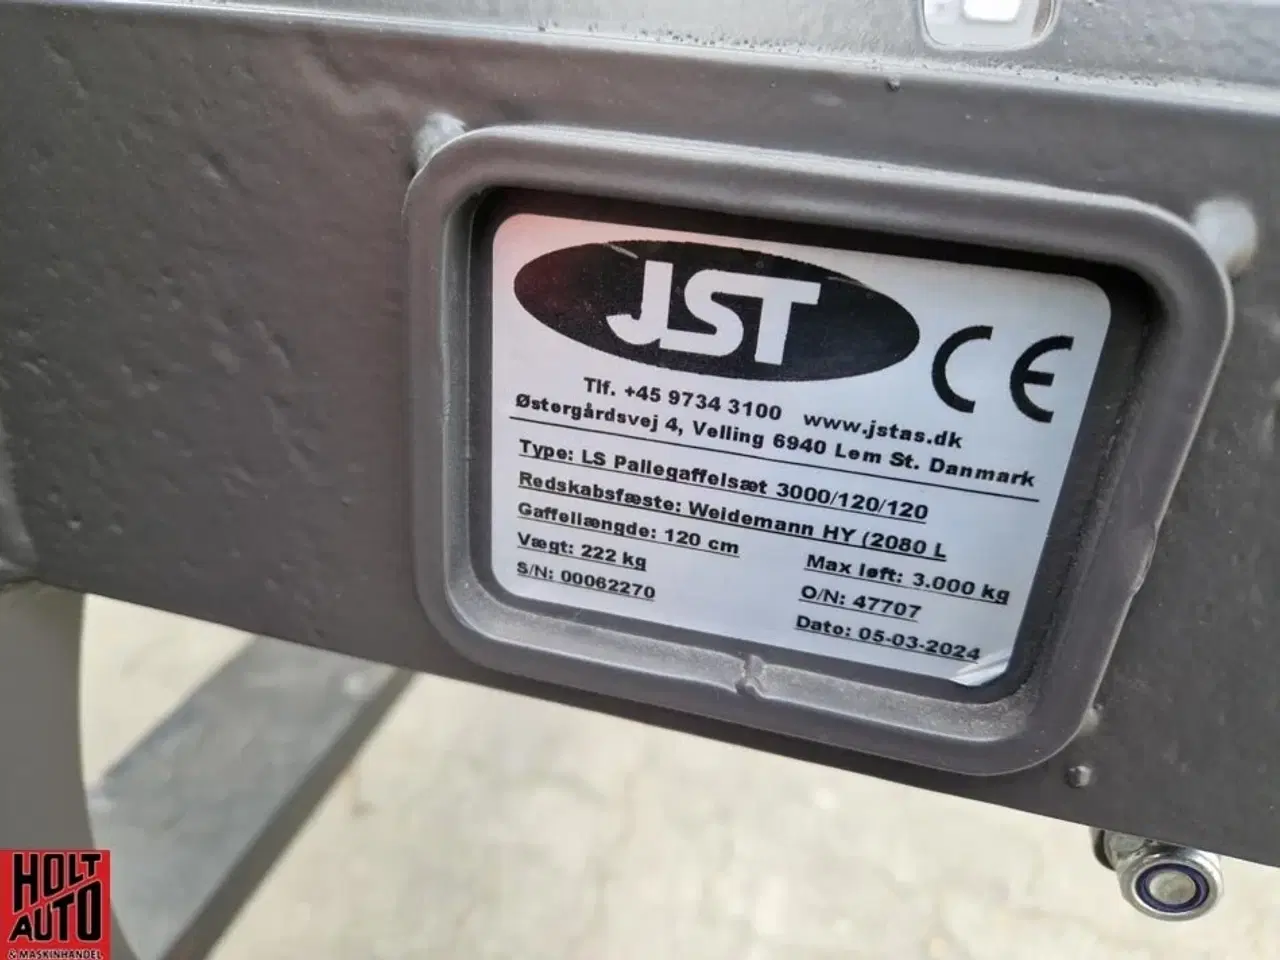 JST
CE
Tlf. +45 9734 3100 www.jstas.dk
Østergårdsvej 4, Velling 6940 Lem St. Danmark
Type: LS Pallegaffelsæt 3000/120/120
Redskabsfæste: Weidemann HY (2080 L
Gaffellængde: 120 cm
Max løft: 3.000 kg
Vægt: 222 kg
O/N: 47707
S/N: 00062270
Dato: 05-03-2024
HOLT
AUTO
& MASKINHANDEL